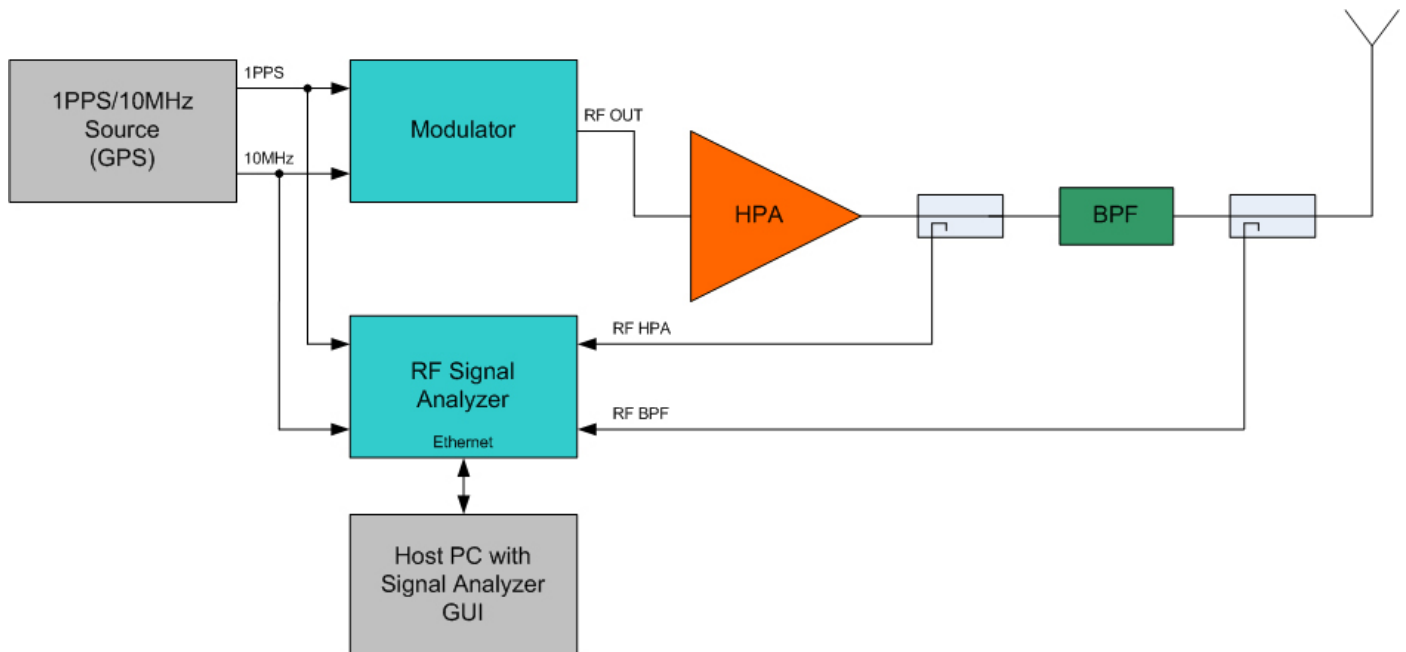 1PPS/10MHz
Source
(GPS)
1PPS
10MHz
Modulator
RF OUT
HPA
BPF
RF HPA
RF BPF
RF Signal
Analyzer
Ethernet
Host PC with
Signal Analyzer
GUI